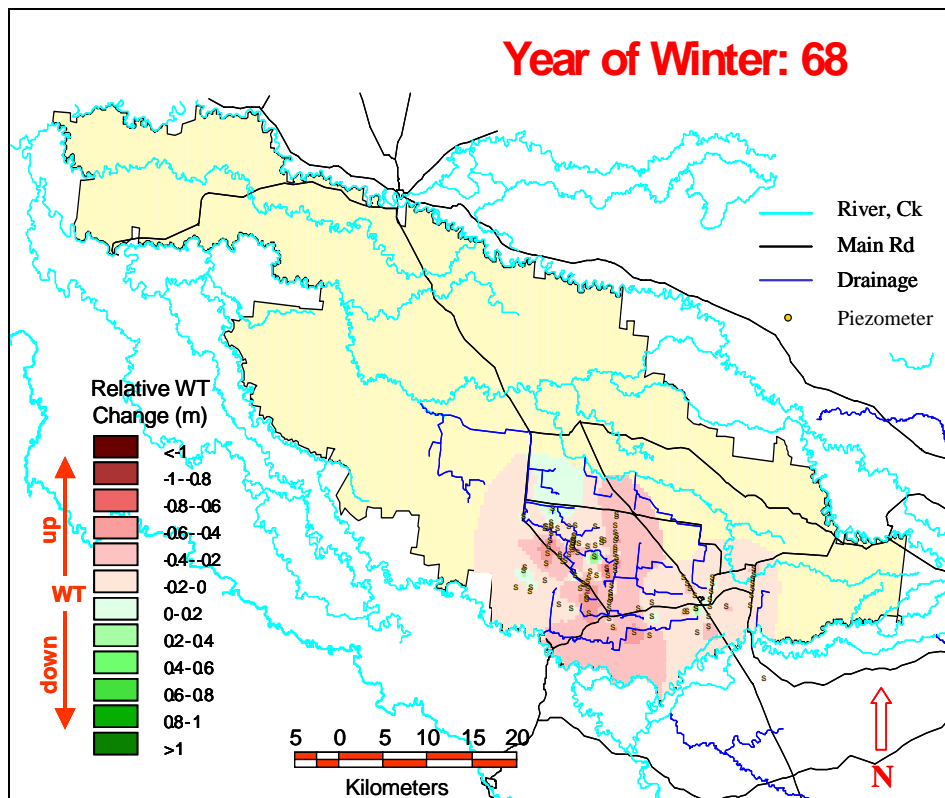 Year of Winter: 68
River, Ck
Main Rd
Drainage
Piezometer
Relative WT
Change (m)
<-1
-1--0.8
-0.8--0.6
-0.6--0.4
-0.4--0.2
-0.2-0
0-0.2
0.2-0.4
0.4-0.6
0.6-0.8
0.8-1
>1
up
WT
down
5 0 5 10 15 20
Kilometers
N